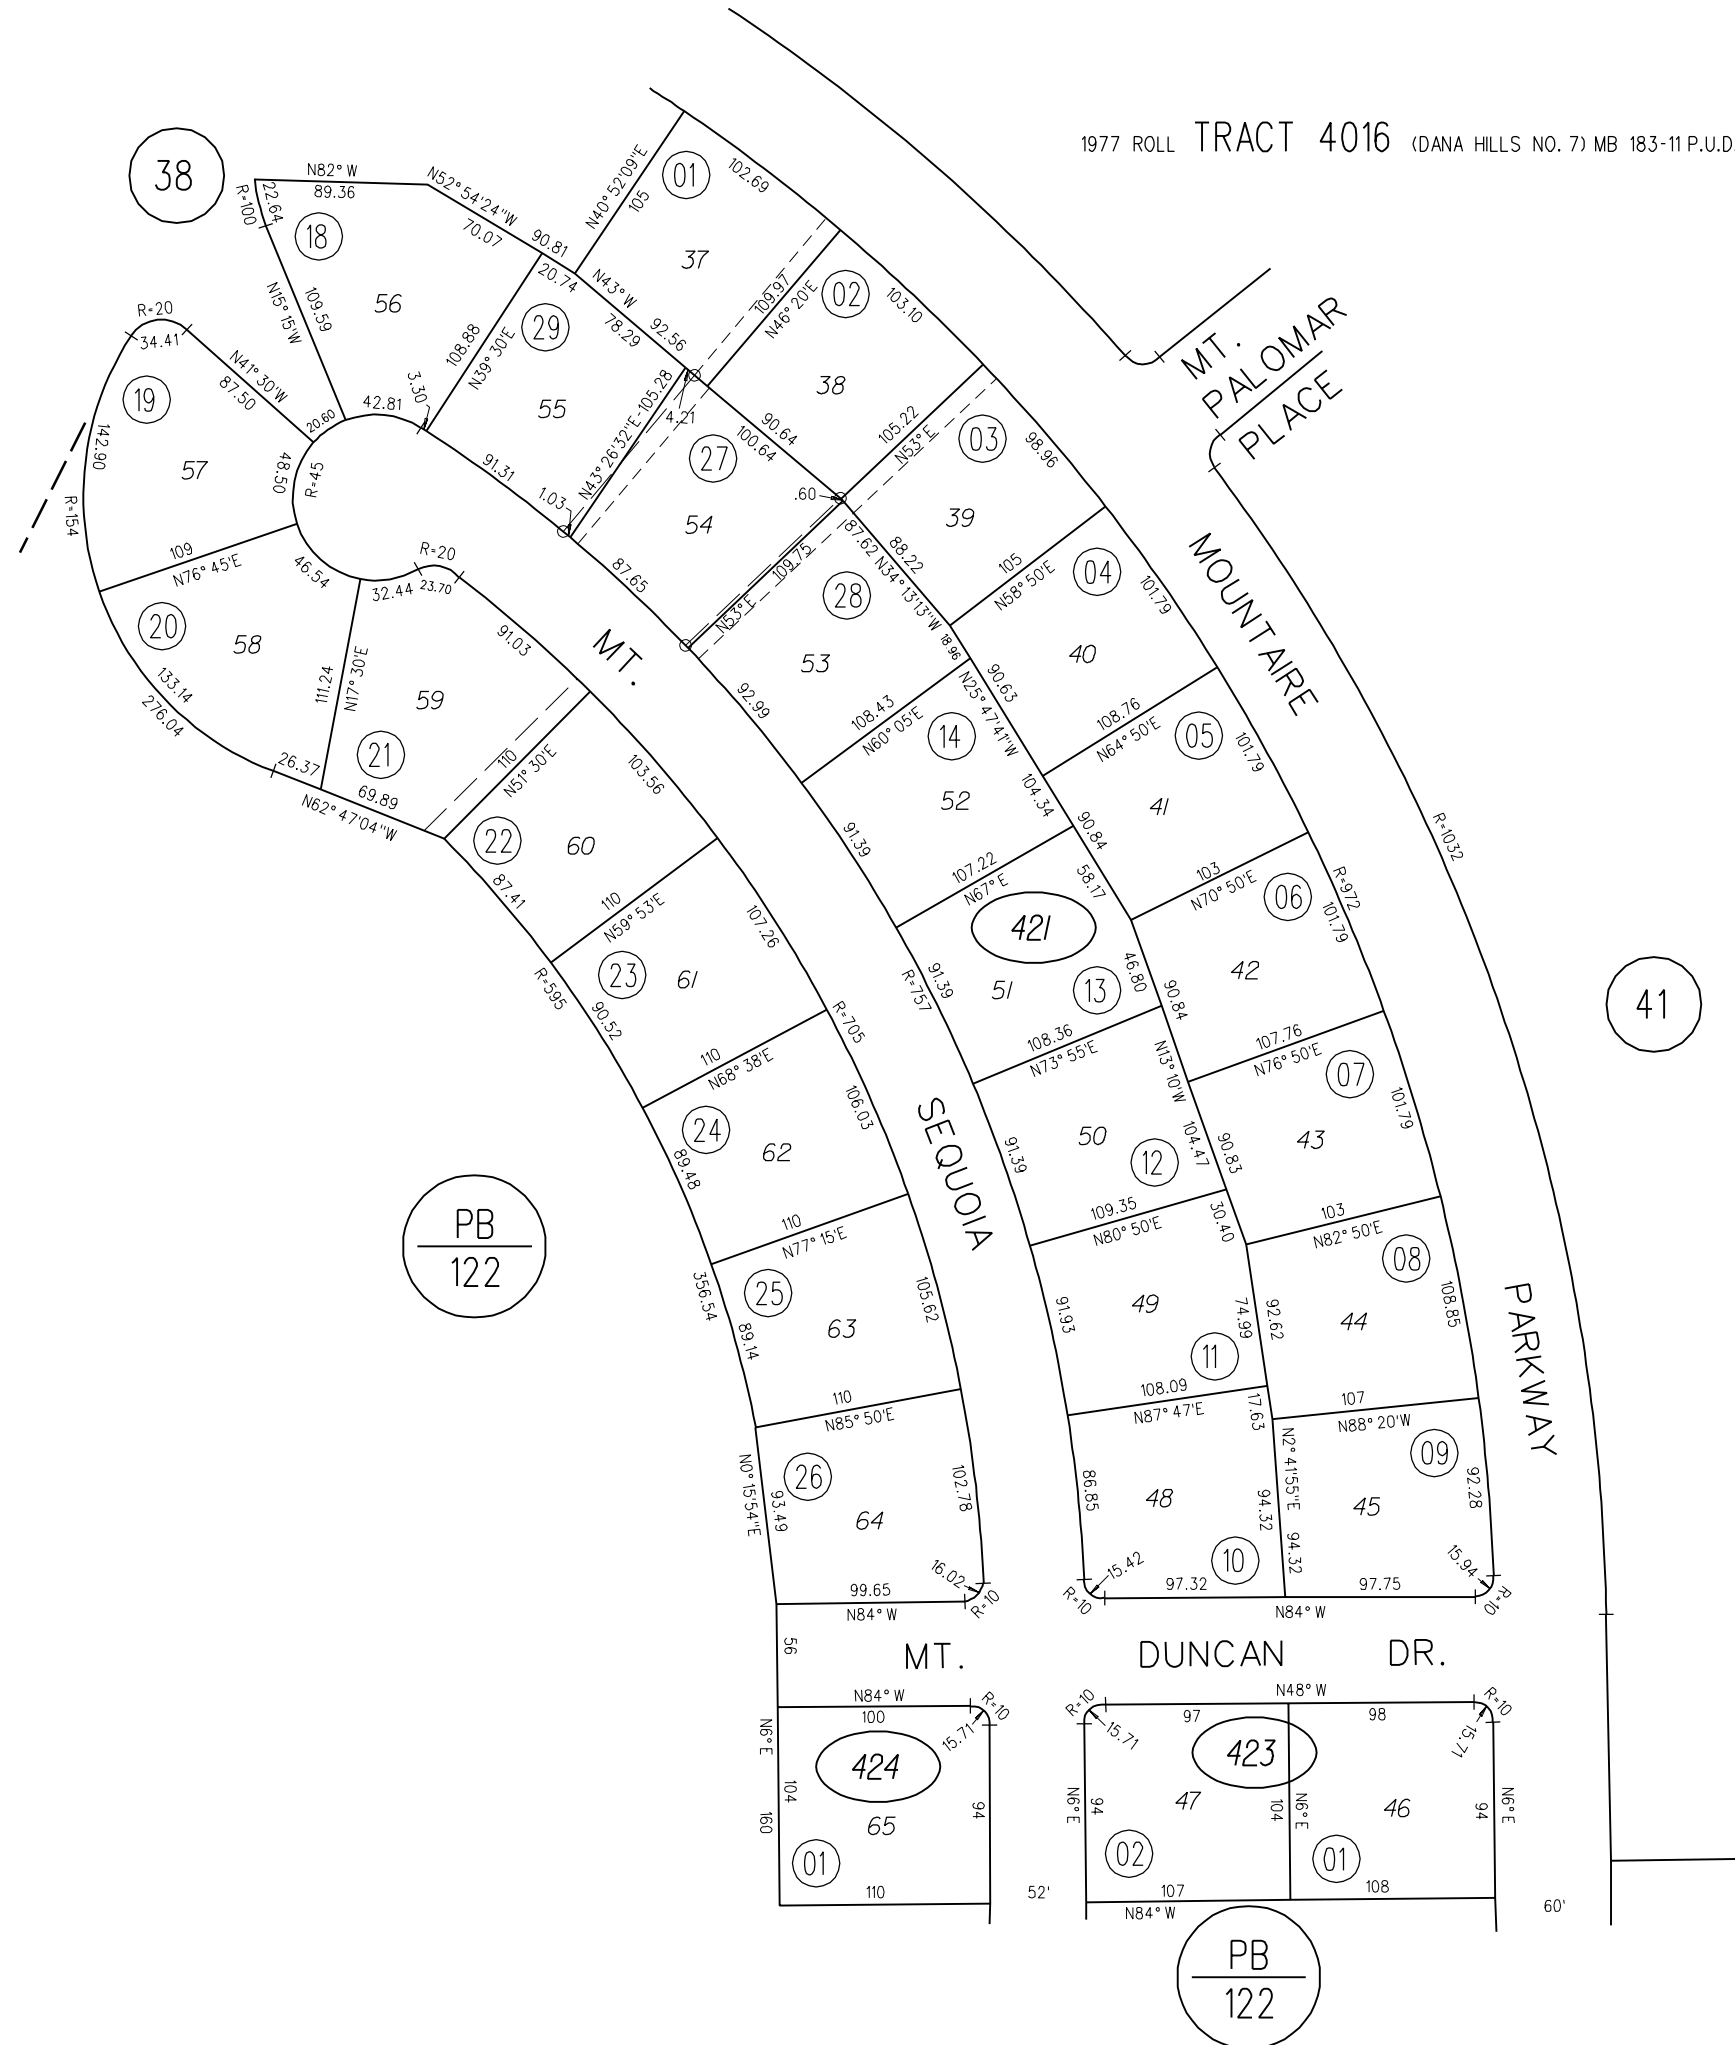 1977 ROLL TRACT 4016 (DANA HILLS NO. 7) MB 183-11 P.U.D.
38
N82° W
89.36
R=100
22.64
18
56
N15° 15'W
109.59
N52° 54'24"W
70.07
90.81
20.74
N40° 52'09"E
105
01
37
102.69
N43° W
78.29
92.56
109.97
N46° 20'E
02
38
103.10
R=20
34.41
19
N41° 30'W
87.50
57
142.90
R=154
20.60
42.81
3.30
48.50
R=45
108.88
N39° 30'E
29
55
91.31
1.03
N43° 26'32"E-105.28
4.21
27
54
90.64
100.64
87.65
105.22
N53° E
03
39
98.96
.60
87.62
88.22
N34° 13'13"W
18.96
109.75
N53° E
28
53
92.99
MT.
PALOMAR
PLACE
109
N76° 45'E
46.54
32.44
R=20
23.70
20
58
133.14
276.04
111.24
N17° 30'E
59
21
91.03
MT.
26.37
69.89
N62° 47'04"W
110
N51° 30'E
103.56
105
N58° 50'E
04
40
101.79
MOUNTAIRE
108.43
N60° 05'E
14
52
90.63
N25° 47'41"W
104.34
91.39
108.76
N64° 50'E
05
41
101.79
R=1032
22
60
87.41
110
N59° 53'E
107.26
107.22
N67° E
90.84
58.17
421
51
13
46.80
91.39
R=757
103
N70° 50'E
06
42
R=972
101.79
41
23
61
R=595
90.52
R=705
110
N68° 38'E
106.03
108.36
N73° 55'E
90.84
N13° 10'W
107.76
N76° 50'E
07
43
101.79
24
62
89.48
SEQUOIA
91.39
50
12
104.47
90.83
PB
122
110
N77° 15'E
105.62
109.35
N80° 50'E
30.40
103
N82° 50'E
08
44
108.85
356.54
25
63
89.14
91.93
49
74.99
92.62
11
PARKWAY
110
N85° 50'E
108.09
N87° 47'E
17.63
107
N88° 20'W
09
45
92.28
N0° 15'54"E
93.49
26
64
102.78
86.85
48
10
N2° 41'55"E
94.32
94.32
99.65
16.02
R=10
15.42
R=10
97.32
97.75
15.94
R=10
N84° W
N84° W
56
MT. DUNCAN DR.
N84° W
100
R=10
15.71
N48° W
R=10
15.71
97
98
R=10
15.71
N6° E
104
160
424
65
01
94
423
47
02
N6° E
94
104
N6° E
46
01
94
N6° E
110
52'
107
108
N84° W
60'
PB
122